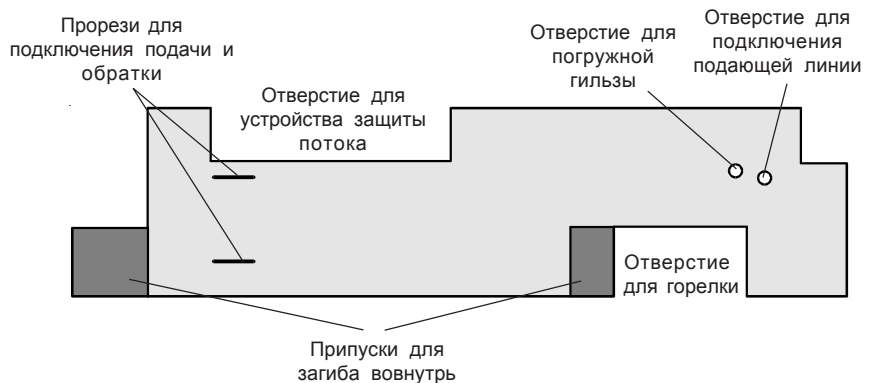 Прорези для
подключения подачи и
обратки
Отверстие для
устройства защиты
потока
Отверстие для
погружной
гильзы
Отверстие для
подключения
подающей линии
Отверстие
для горелки
Припуски для
загиба вовнутрь